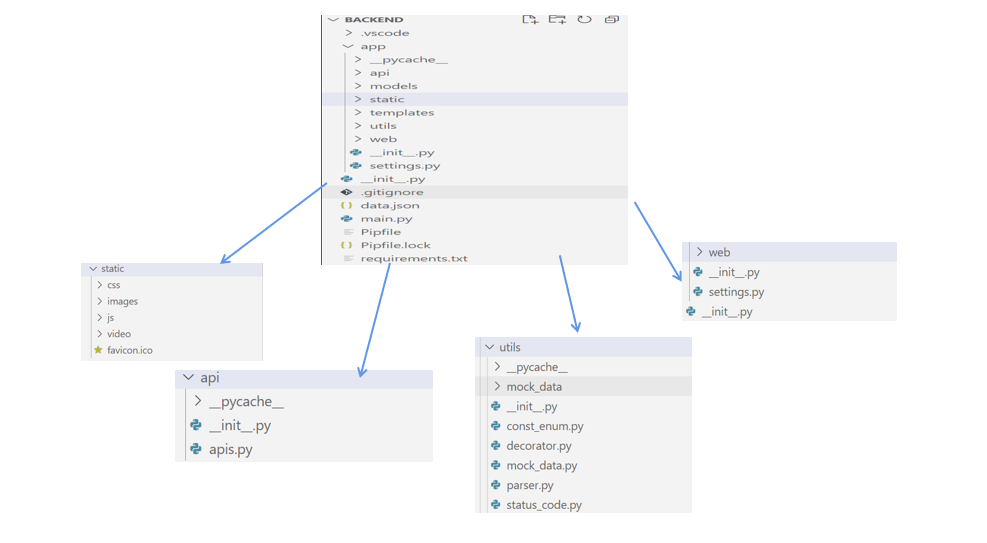 BACKEND
.vscode
app
__pycache__
api
models
static
templates
utils
web
__init__.py
settings.py
__init__.py
.gitignore
data.json
main.py
Pipfile
Pipfile.lock
requirements.txt
static
css
images
js
video
favicon.ico
api
__pycache__
__init__.py
apis.py
utils
__pycache__
mock_data
__init__.py
const_enum.py
decorator.py
mock_data.py
parser.py
status_code.py
web
__init__.py
settings.py
__init__.py